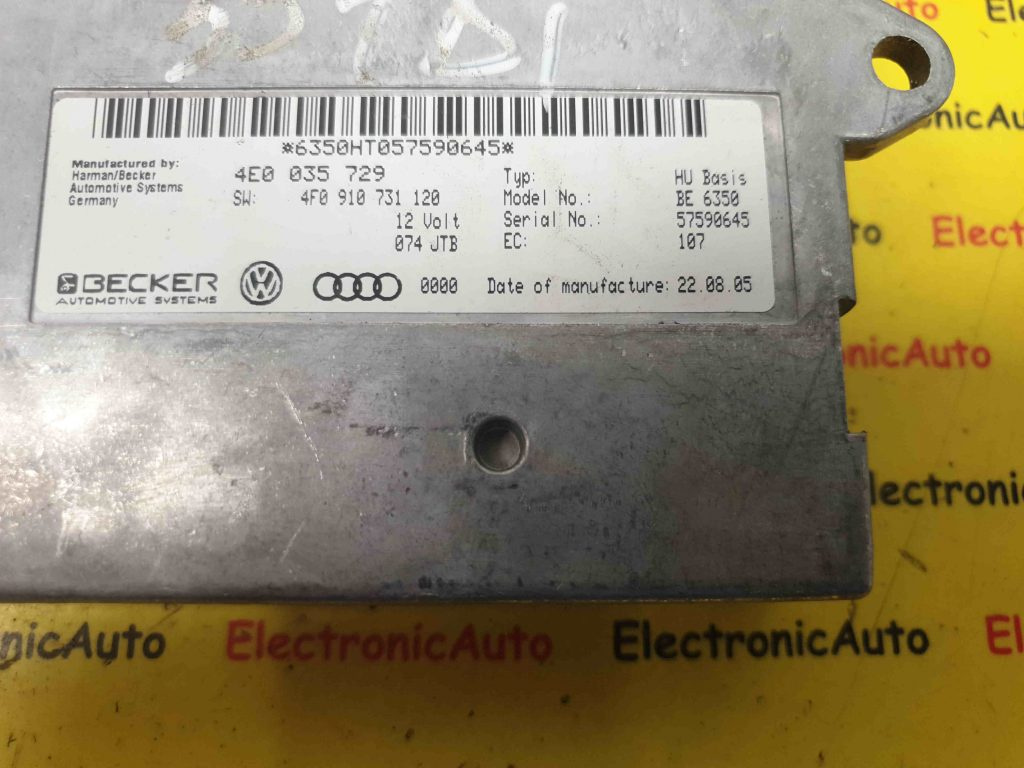 *6350HT057590645*
Manufactured by:
Harman/Becker
Automotive Systems
Germany
4E0 035 729
SW: 4F0 910 731 120
12 Volt
074 JTB
Typ: HU Basis
Model No.: BE 6350
Serial No.: 57590645
EC: 107
BECKER
AUTOMOTIVE SYSTEMS
0000 Date of manufacture: 22.08.05
ElectronicAuto
ElectronicAuto